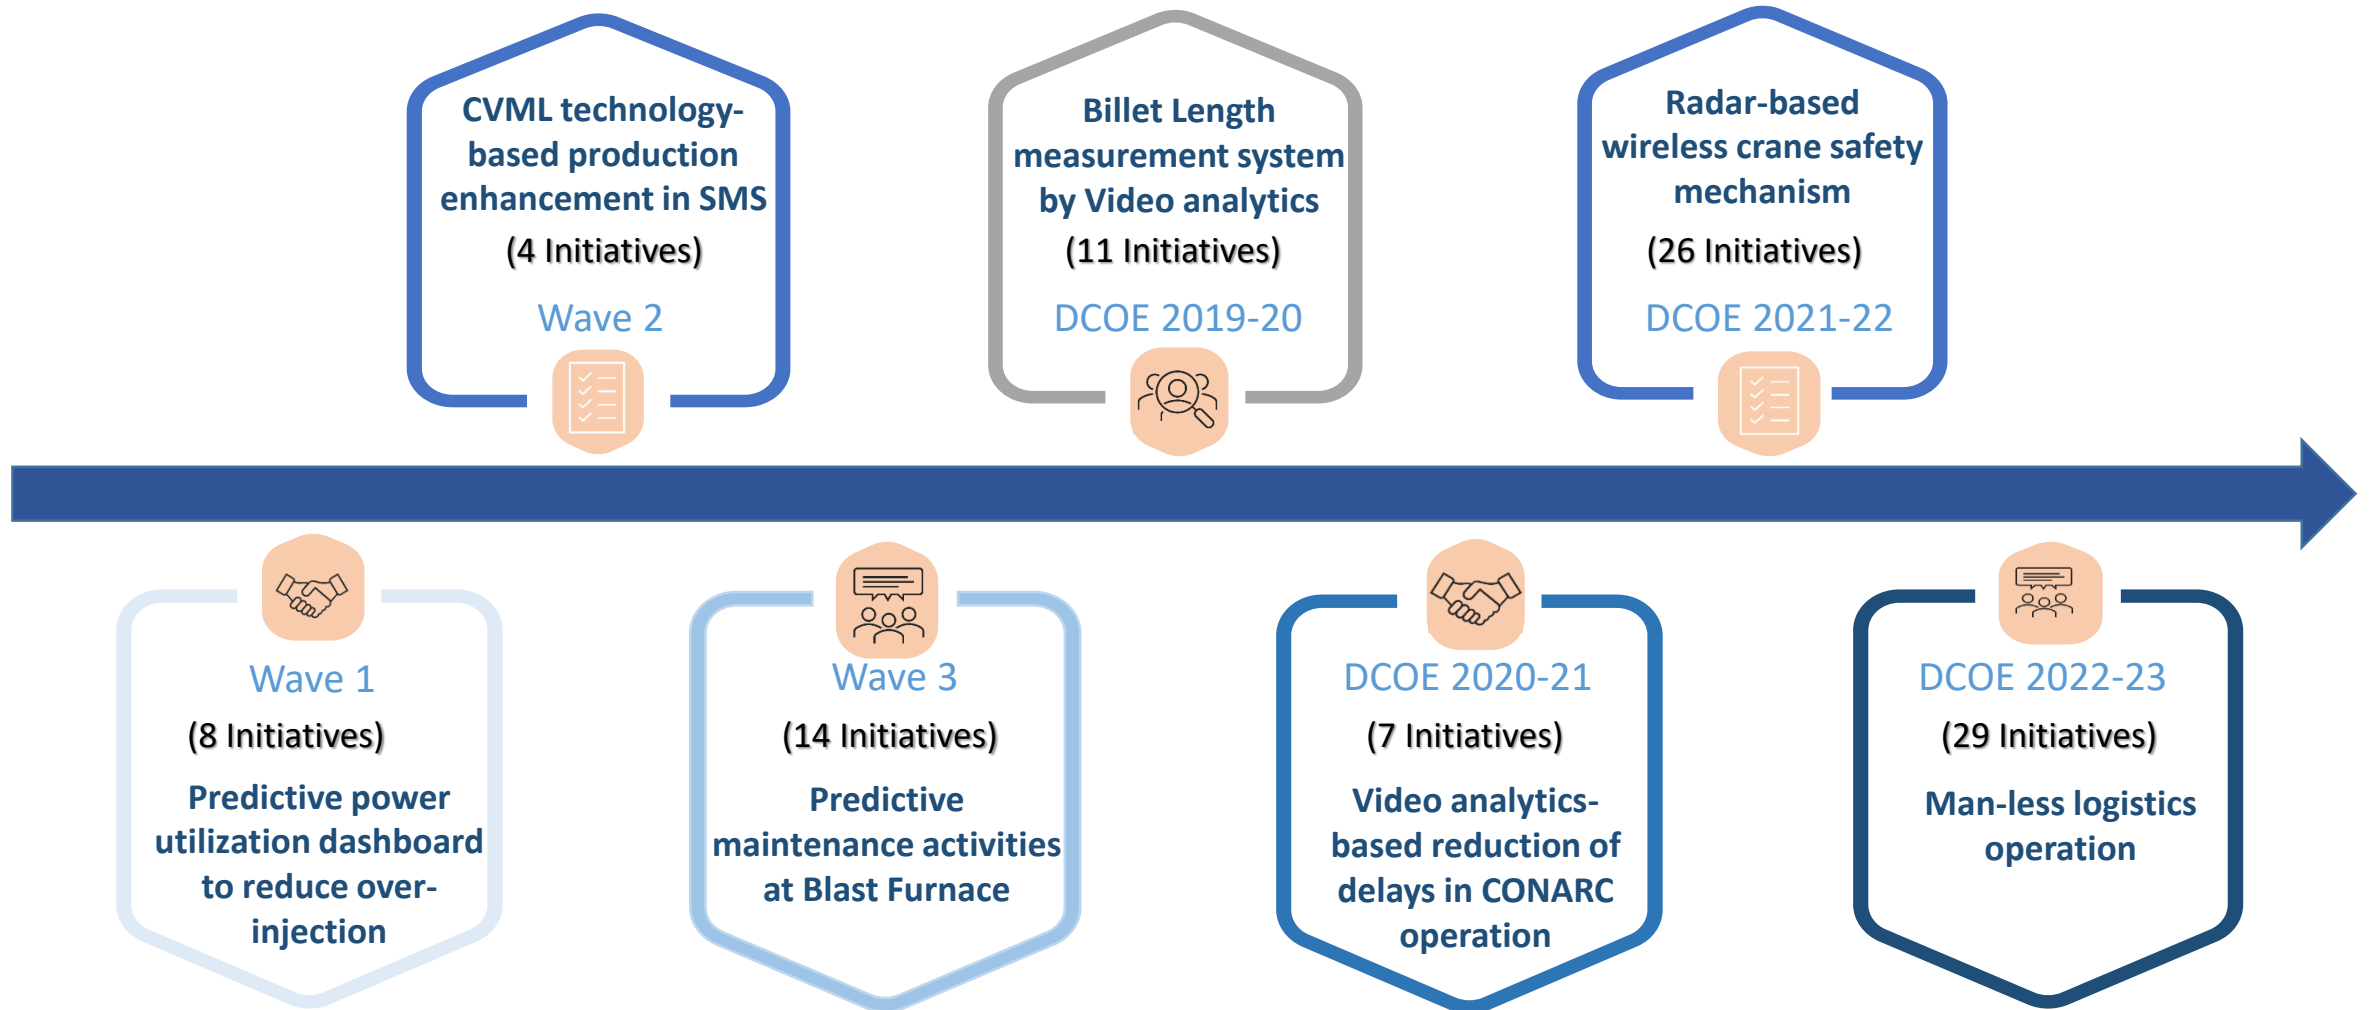 CVML technology-
based production
enhancement in SMS
(4 Initiatives)
Wave 2
Billet Length
measurement system
by Video analytics
(11 Initiatives)
DCOE 2019-20
Radar-based
wireless crane safety
mechanism
(26 Initiatives)
DCOE 2021-22
Wave 1
(8 Initiatives)
Predictive power
utilization dashboard
to reduce over-
injection
Wave 3
(14 Initiatives)
Predictive
maintenance activities
at Blast Furnace
DCOE 2020-21
(7 Initiatives)
Video analytics-
based reduction of
delays in CONARC
operation
DCOE 2022-23
(29 Initiatives)
Man-less logistics
operation